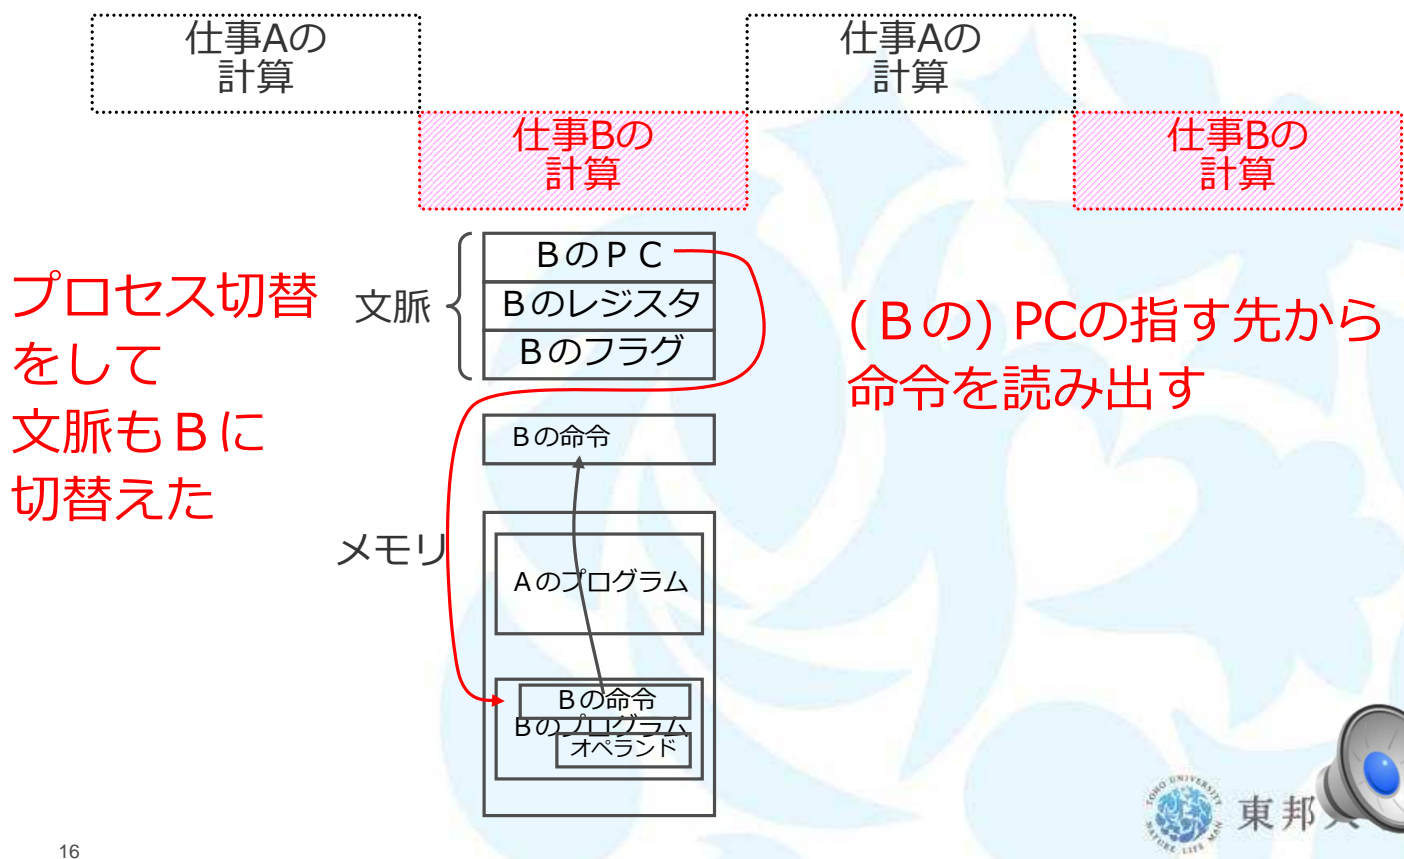 仕事Aの
計算
仕事Aの
計算
仕事Bの
計算
仕事Bの
計算
プロセス切替
をして
文脈もBに
切替えた
文脈
BのPC
Bのレジスタ
Bのフラグ
(Bの) PCの指す先から
命令を読み出す
Bの命令
メモリ
Aのプログラム
Bの命令
Bのプログラム
オペランド
TOHO UNIVERSITY
NATURE LIFE MAN
東邦
16